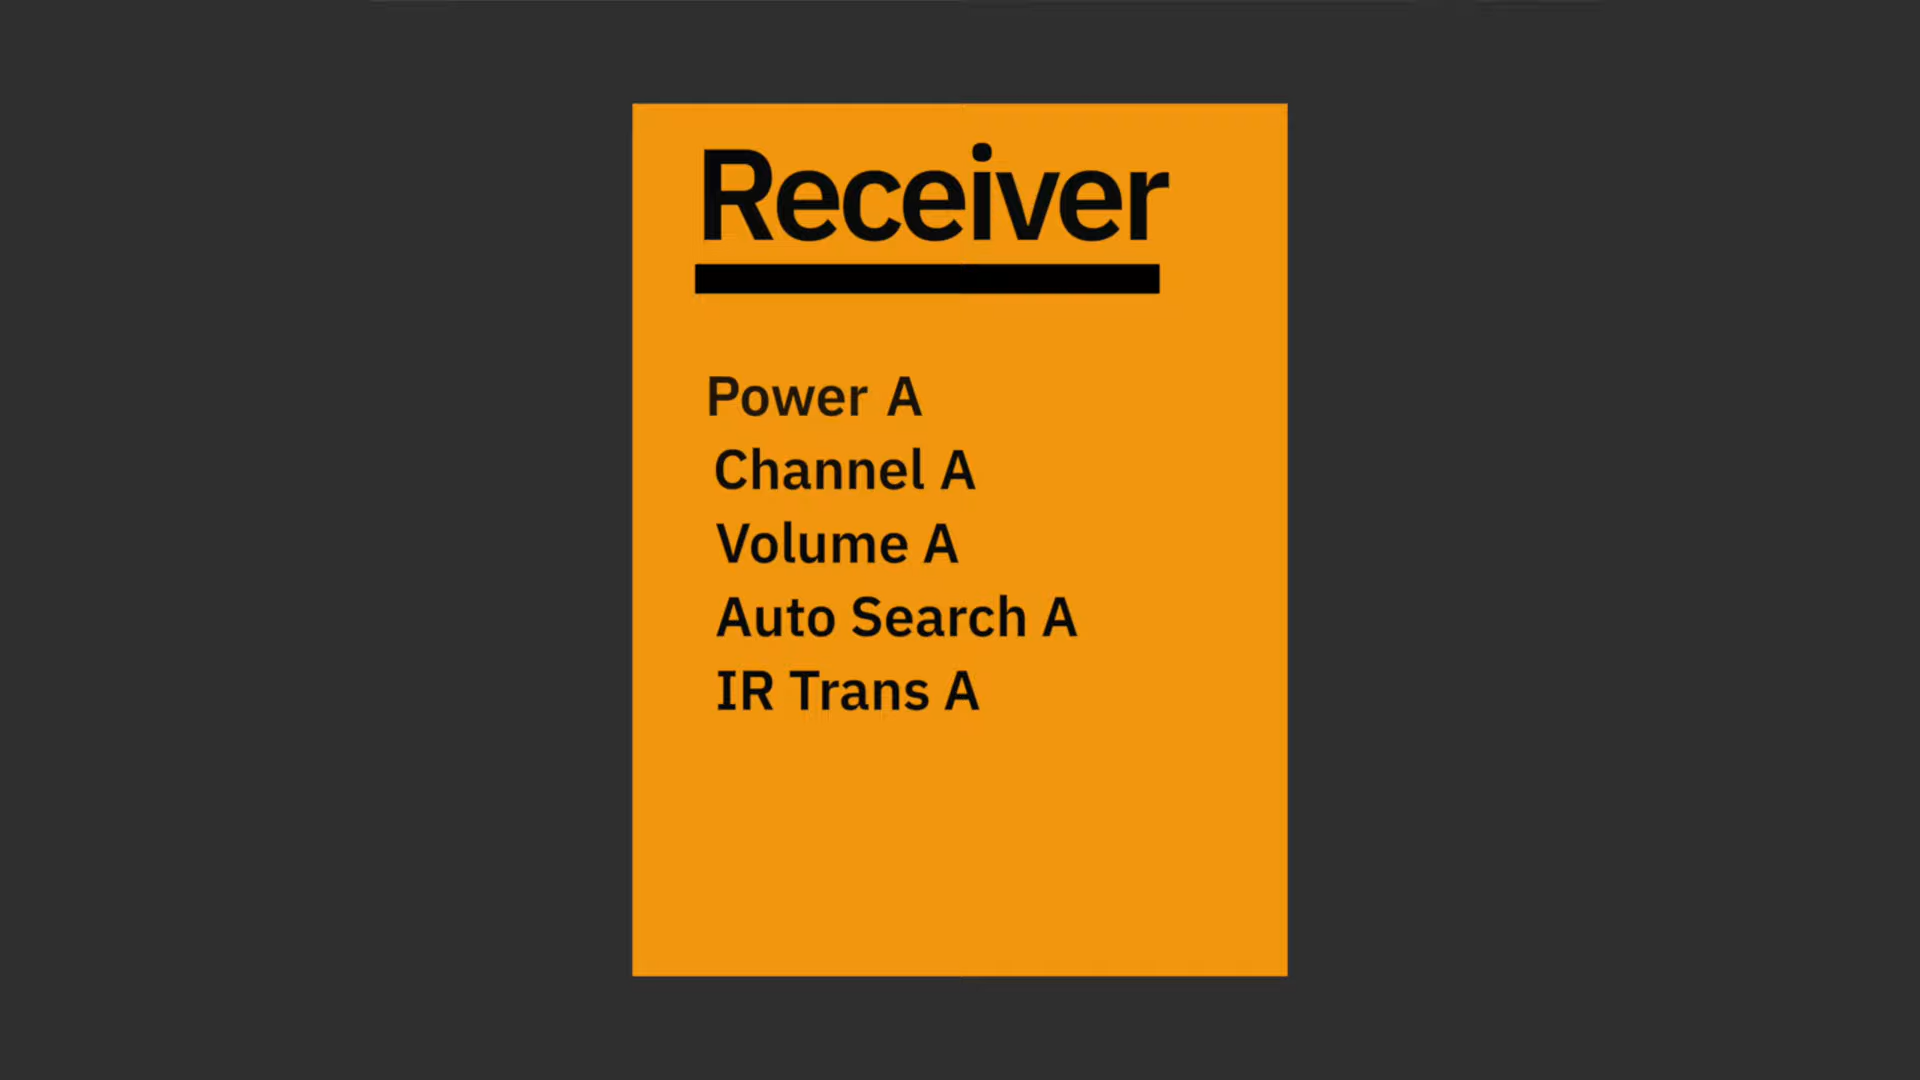 Receiver
Power A
Channel A
Volume A
Auto Search A
IR Trans A